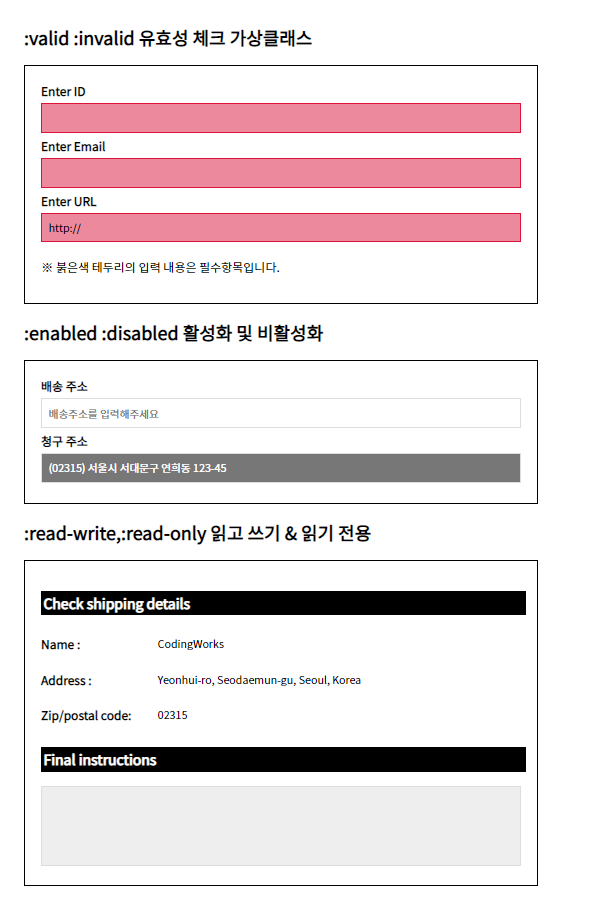 :valid :invalid 유효성 체크 가상클래스
Enter ID
Enter Email
Enter URL
http://
※ 붉은색 테두리의 입력 내용은 필수항목입니다.
:enabled :disabled 활성화 및 비활성화
배송 주소
배송주소를 입력해주세요
청구 주소
(02315) 서울시 서대문구 연희동 123-45
:read-write,:read-only 읽고 쓰기 & 읽기 전용
Check shipping details
Name : CodingWorks
Address : Yeonhui-ro, Seodaemun-gu, Seoul, Korea
Zip/postal code: 02315
Final instructions